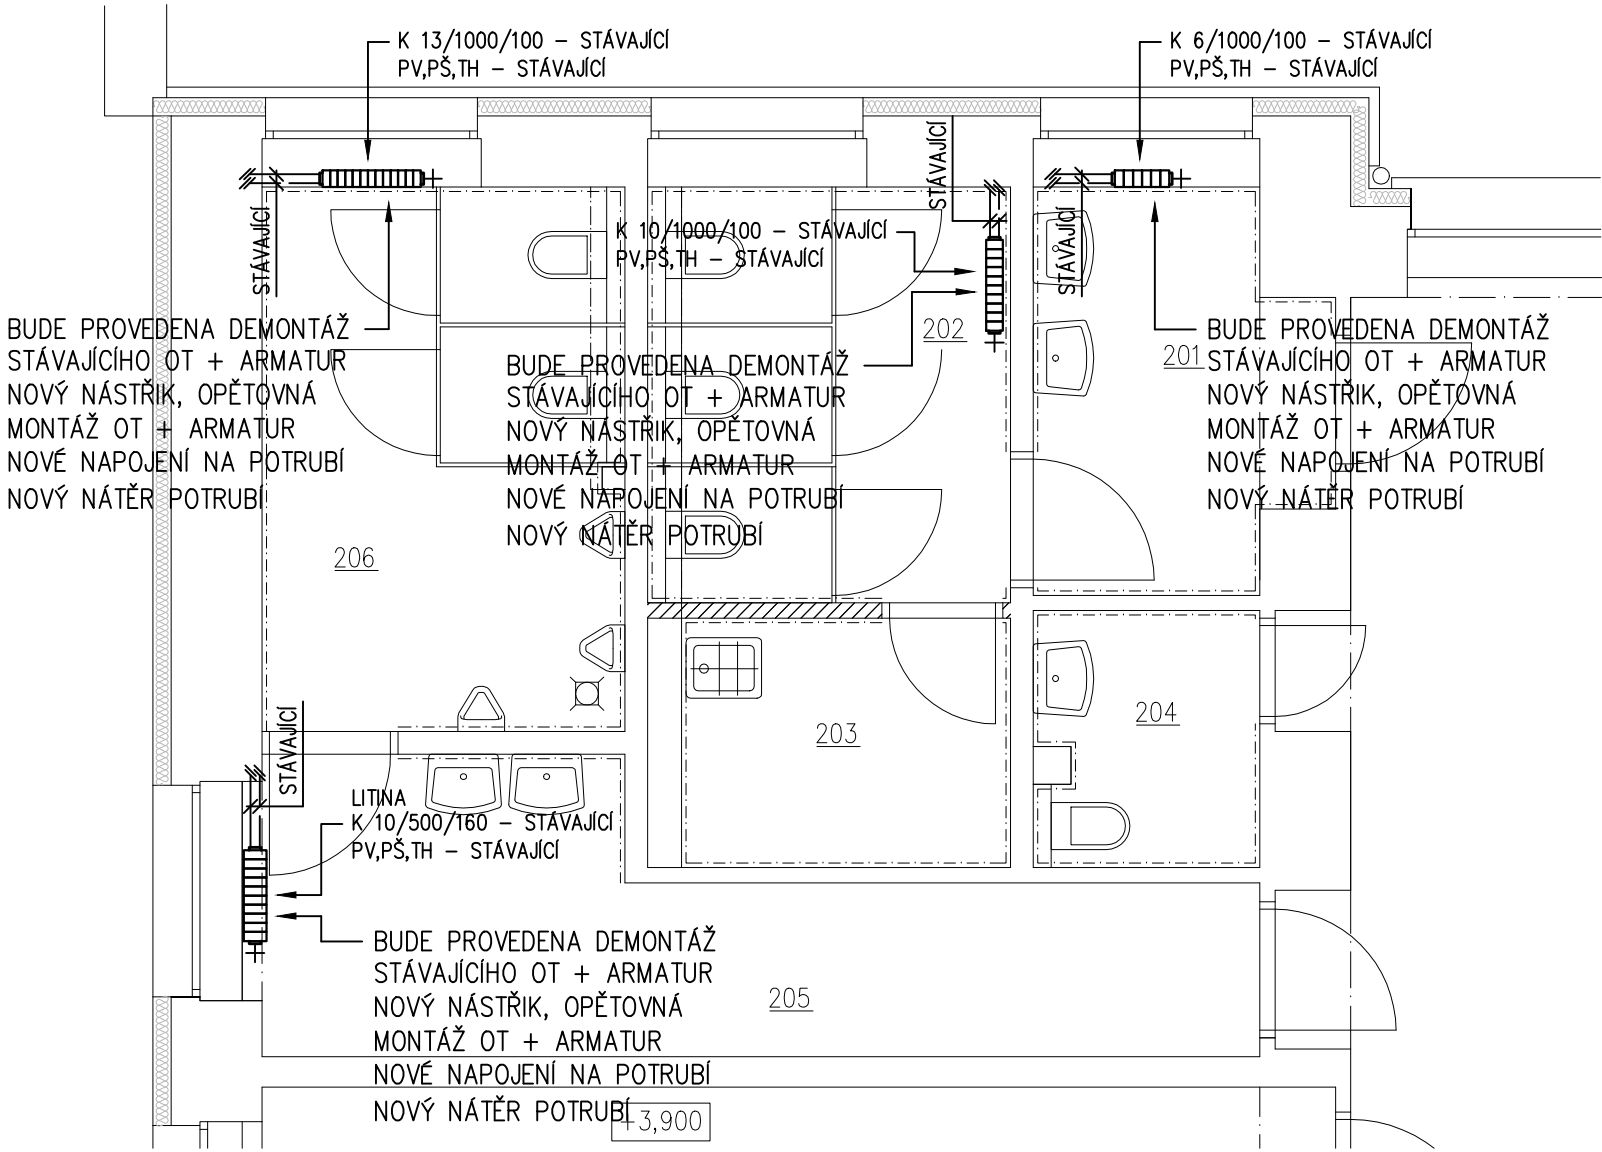 K 13/1000/100 – STÁVAJÍCÍ
PV,PŠ,TH – STÁVAJÍCÍ
K 6/1000/100 – STÁVAJÍCÍ
PV,PŠ,TH – STÁVAJÍCÍ
STÁVAJÍCÍ
STÁVAJÍCÍ
STÁVAJÍCÍ
K 10/1000/100 – STÁVAJÍCÍ
PV,PŠ,TH – STÁVAJÍCÍ
BUDE PROVEDENA DEMONTÁŽ
STÁVAJÍCÍHO OT + ARMATUR
NOVÝ NÁSTŘIK, OPĚTOVNÁ
MONTÁŽ OT + ARMATUR
NOVÉ NAPOJENÍ NA POTRUBÍ
NOVÝ NÁTĚR POTRUBÍ
BUDE PROVEDENA DEMONTÁŽ
STÁVAJÍCÍHO OT + ARMATUR
NOVÝ NÁSTŘIK, OPĚTOVNÁ
MONTÁŽ OT + ARMATUR
NOVÉ NAPOJENÍ NA POTRUBÍ
NOVÝ NÁTĚR POTRUBÍ
202
201
BUDE PROVEDENA DEMONTÁŽ
STÁVAJÍCÍHO OT + ARMATUR
NOVÝ NÁSTŘIK, OPĚTOVNÁ
MONTÁŽ OT + ARMATUR
NOVÉ NAPOJENÍ NA POTRUBÍ
NOVÝ NÁTĚR POTRUBÍ
206
203
204
STÁVAJÍCÍ
LITINA
K 10/500/160 – STÁVAJÍCÍ
PV,PŠ,TH – STÁVAJÍCÍ
BUDE PROVEDENA DEMONTÁŽ
STÁVAJÍCÍHO OT + ARMATUR
NOVÝ NÁSTŘIK, OPĚTOVNÁ
MONTÁŽ OT + ARMATUR
NOVÉ NAPOJENÍ NA POTRUBÍ
NOVÝ NÁTĚR POTRUBÍ
205
+3,900